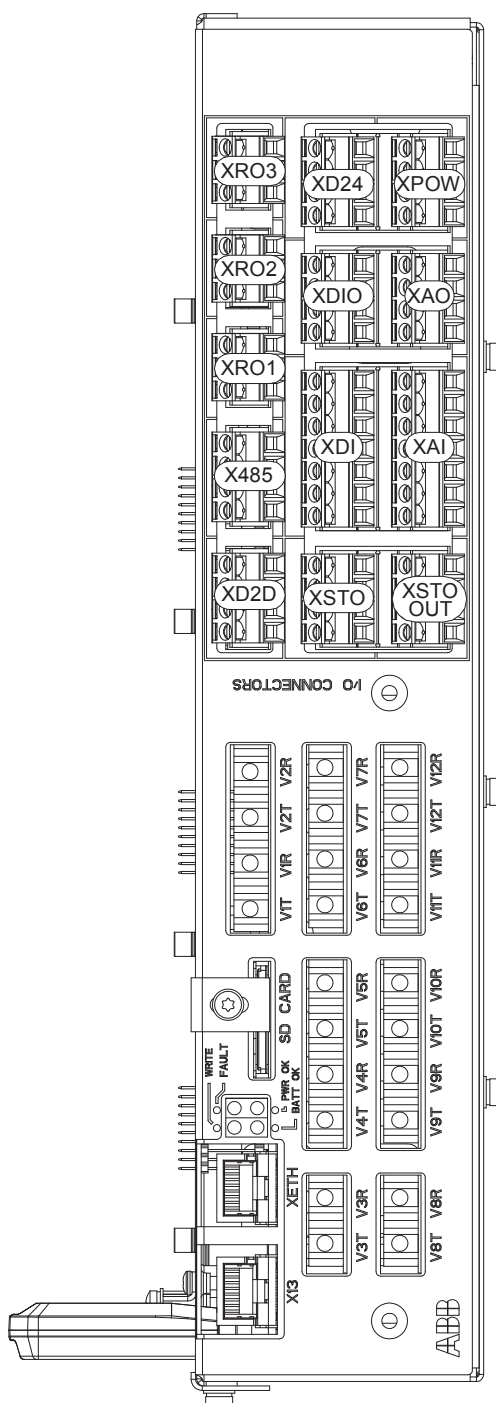 XRO3
XD24
XPOW
XRO2
XDIO
XAO
XRO1
XDI
XAI
X485
XD2D
XSTO
XSTO
OUT
I/O CONNECTORS
V2R
V2T
V1R
V1T
V7R
V7T
V6R
V6T
V12R
V12T
V11R
V11T
SD CARD
WRITE
FAULT
PWR OK
BATT OK
V5R
V5T
V4R
V4T
V10R
V10T
V9R
V9T
XETH
X13
V3R
V3T
V8R
V8T
ABB